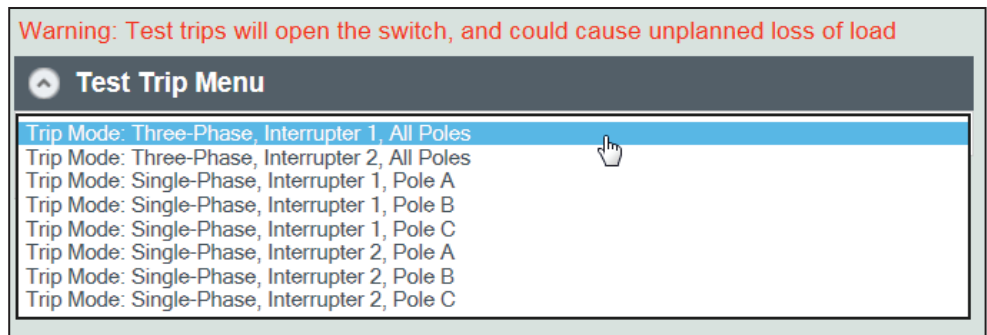 Warning: Test trips will open the switch, and could cause unplanned loss of load
Test Trip Menu
Trip Mode: Three-Phase, Interrupter 1, All Poles
Trip Mode: Three-Phase, Interrupter 2, All Poles
Trip Mode: Single-Phase, Interrupter 1, Pole A
Trip Mode: Single-Phase, Interrupter 1, Pole B
Trip Mode: Single-Phase, Interrupter 1, Pole C
Trip Mode: Single-Phase, Interrupter 2, Pole A
Trip Mode: Single-Phase, Interrupter 2, Pole B
Trip Mode: Single-Phase, Interrupter 2, Pole C